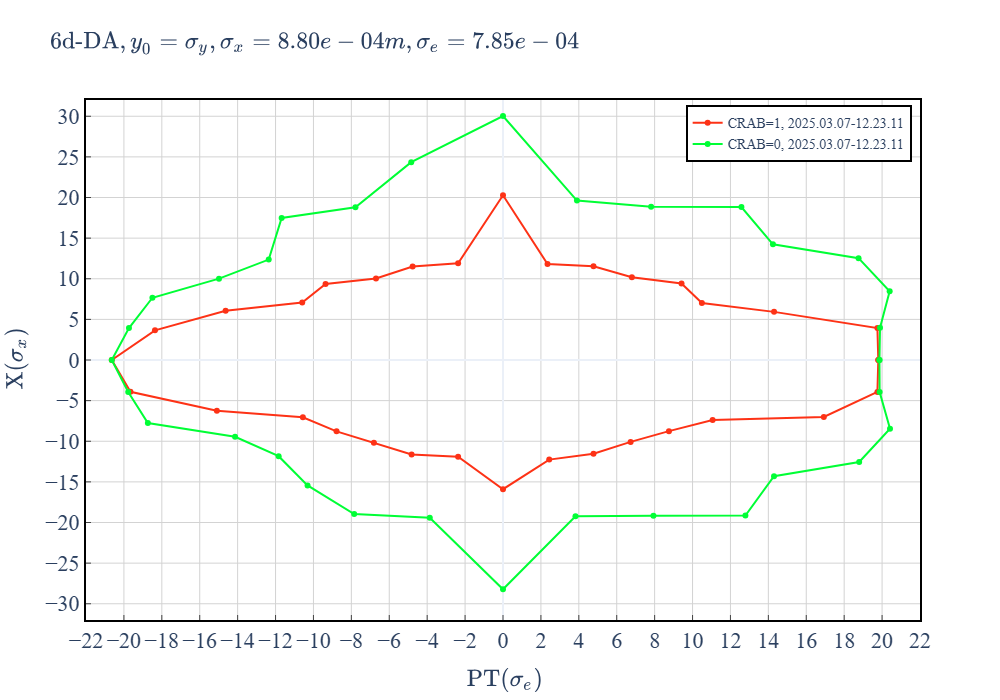 6d-DA, y₀ = σ_y, σ_x = 8.80e − 04m, σ_e = 7.85e − 04
CRAB=1, 2025.03.07-12.23.11
CRAB=0, 2025.03.07-12.23.11
30
25
20
15
10
5
0
−5
−10
−15
−20
−25
−30
X(σ_x)
−22 −20 −18 −16 −14 −12 −10 −8 −6 −4 −2 0 2 4 6 8 10 12 14 16 18 20 22
PT(σ_e)